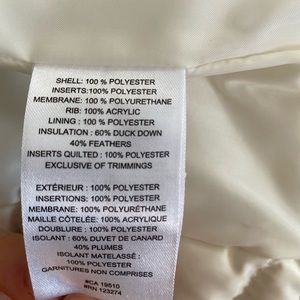 SHELL: 100 % POLYESTER
INSERTS:100% POLYESTER
MEMBRANE: 100 % POLYURETHANE
RIB: 100% ACRYLIC
LINING : 100% POLYESTER
INSULATION : 60% DUCK DOWN
40% FEATHERS
INSERTS QUILTED : 100% POLYESTER
EXCLUSIVE OF TRIMMINGS
EXTÉRIEUR : 100% POLYESTER
INSERTIONS: 100% POLYESTER
MEMBRANE: 100% POLYURÉTHANE
MAILLE CÔTELÉE: 100% ACRYLIQUE
DOUBLURE : 100% POLYESTER
ISOLANT : 60% DUVET DE CANARD
40% PLUMES
ISOLANT MATELASSÉ :
100% POLYESTER
GARNITURES NON COMPRISES
#CA 19510
#RN 123274